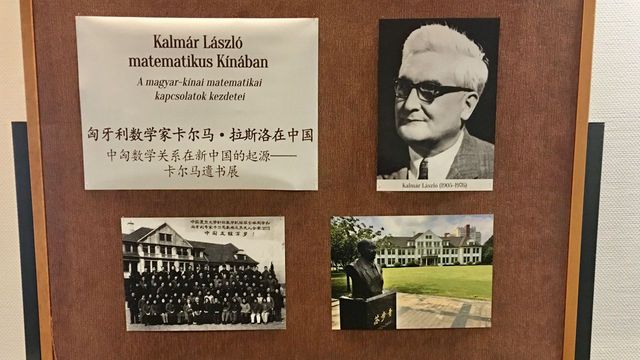 Kalmár László
matematikus Kínában
A magyar-kínai matematikai
kapcsolatok kezdetei
匈牙利数学家卡尔马·拉斯洛在中国
中匈数学关系在新中国的起源——
卡尔马遗书展
Kalmár László (1905-1976)